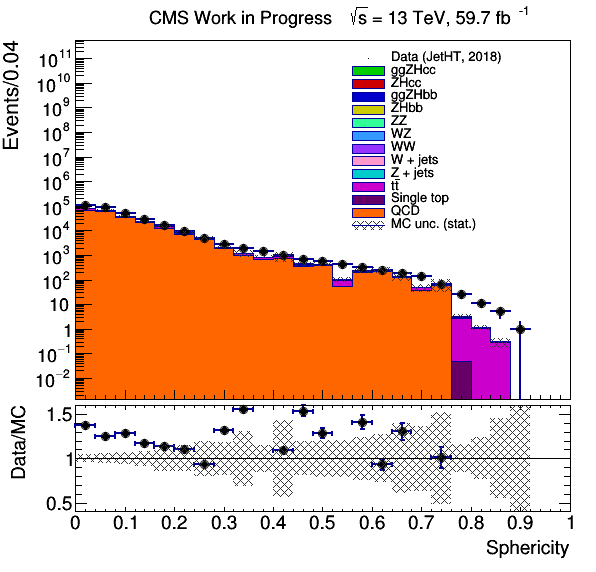 CMS Work in Progress √s = 13 TeV, 59.7 fb⁻¹
Events/0.04
10¹¹
10¹⁰
10⁹
10⁸
10⁷
10⁶
10⁵
10⁴
10³
10²
10
1
10⁻¹
10⁻²
Data (JetHT, 2018)
ggZHcc
ZHcc
ggZHbb
ZHbb
ZZ
WZ
WW
W + jets
Z + jets
tt̄
Single top
QCD
MC unc. (stat.)
Data/MC
1.5
1
0.5
0 0.1 0.2 0.3 0.4 0.5 0.6 0.7 0.8 0.9 1
Sphericity